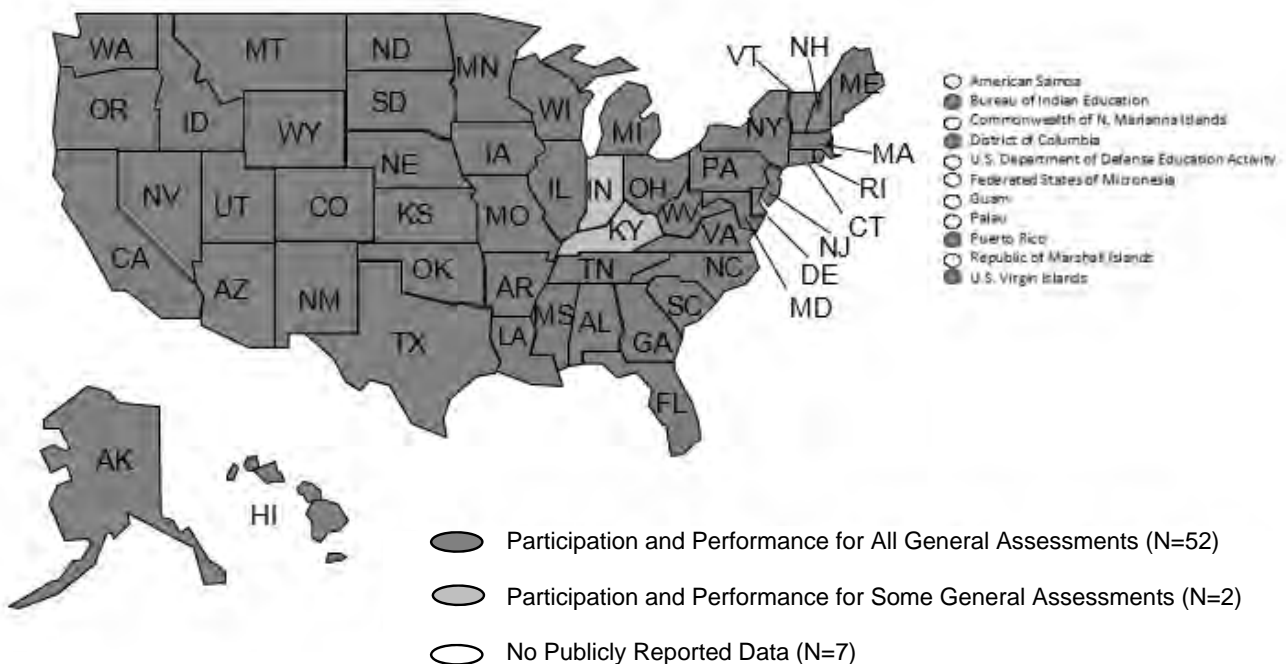 WA
MT
ND
MN
VT
NH
ME
OR
ID
SD
WI
MI
NY
WY
MA
NV
UT
CO
NE
IA
IL
IN
OH
PA
RI
CA
KS
MO
KY
WV
VA
NJ
CT
AZ
NM
OK
AR
TN
NC
DE
MD
TX
LA
MS
AL
GA
SC
FL
AK
HI
American Samoa
Bureau of Indian Education
Commonwealth of N. Marianna Islands
District of Columbia
U.S. Department of Defense Education Activity
Federated States of Micronesia
Guam
Palau
Puerto Rico
Republic of Marshall Islands
U.S. Virgin Islands
Participation and Performance for All General Assessments (N=52)
Participation and Performance for Some General Assessments (N=2)
No Publicly Reported Data (N=7)